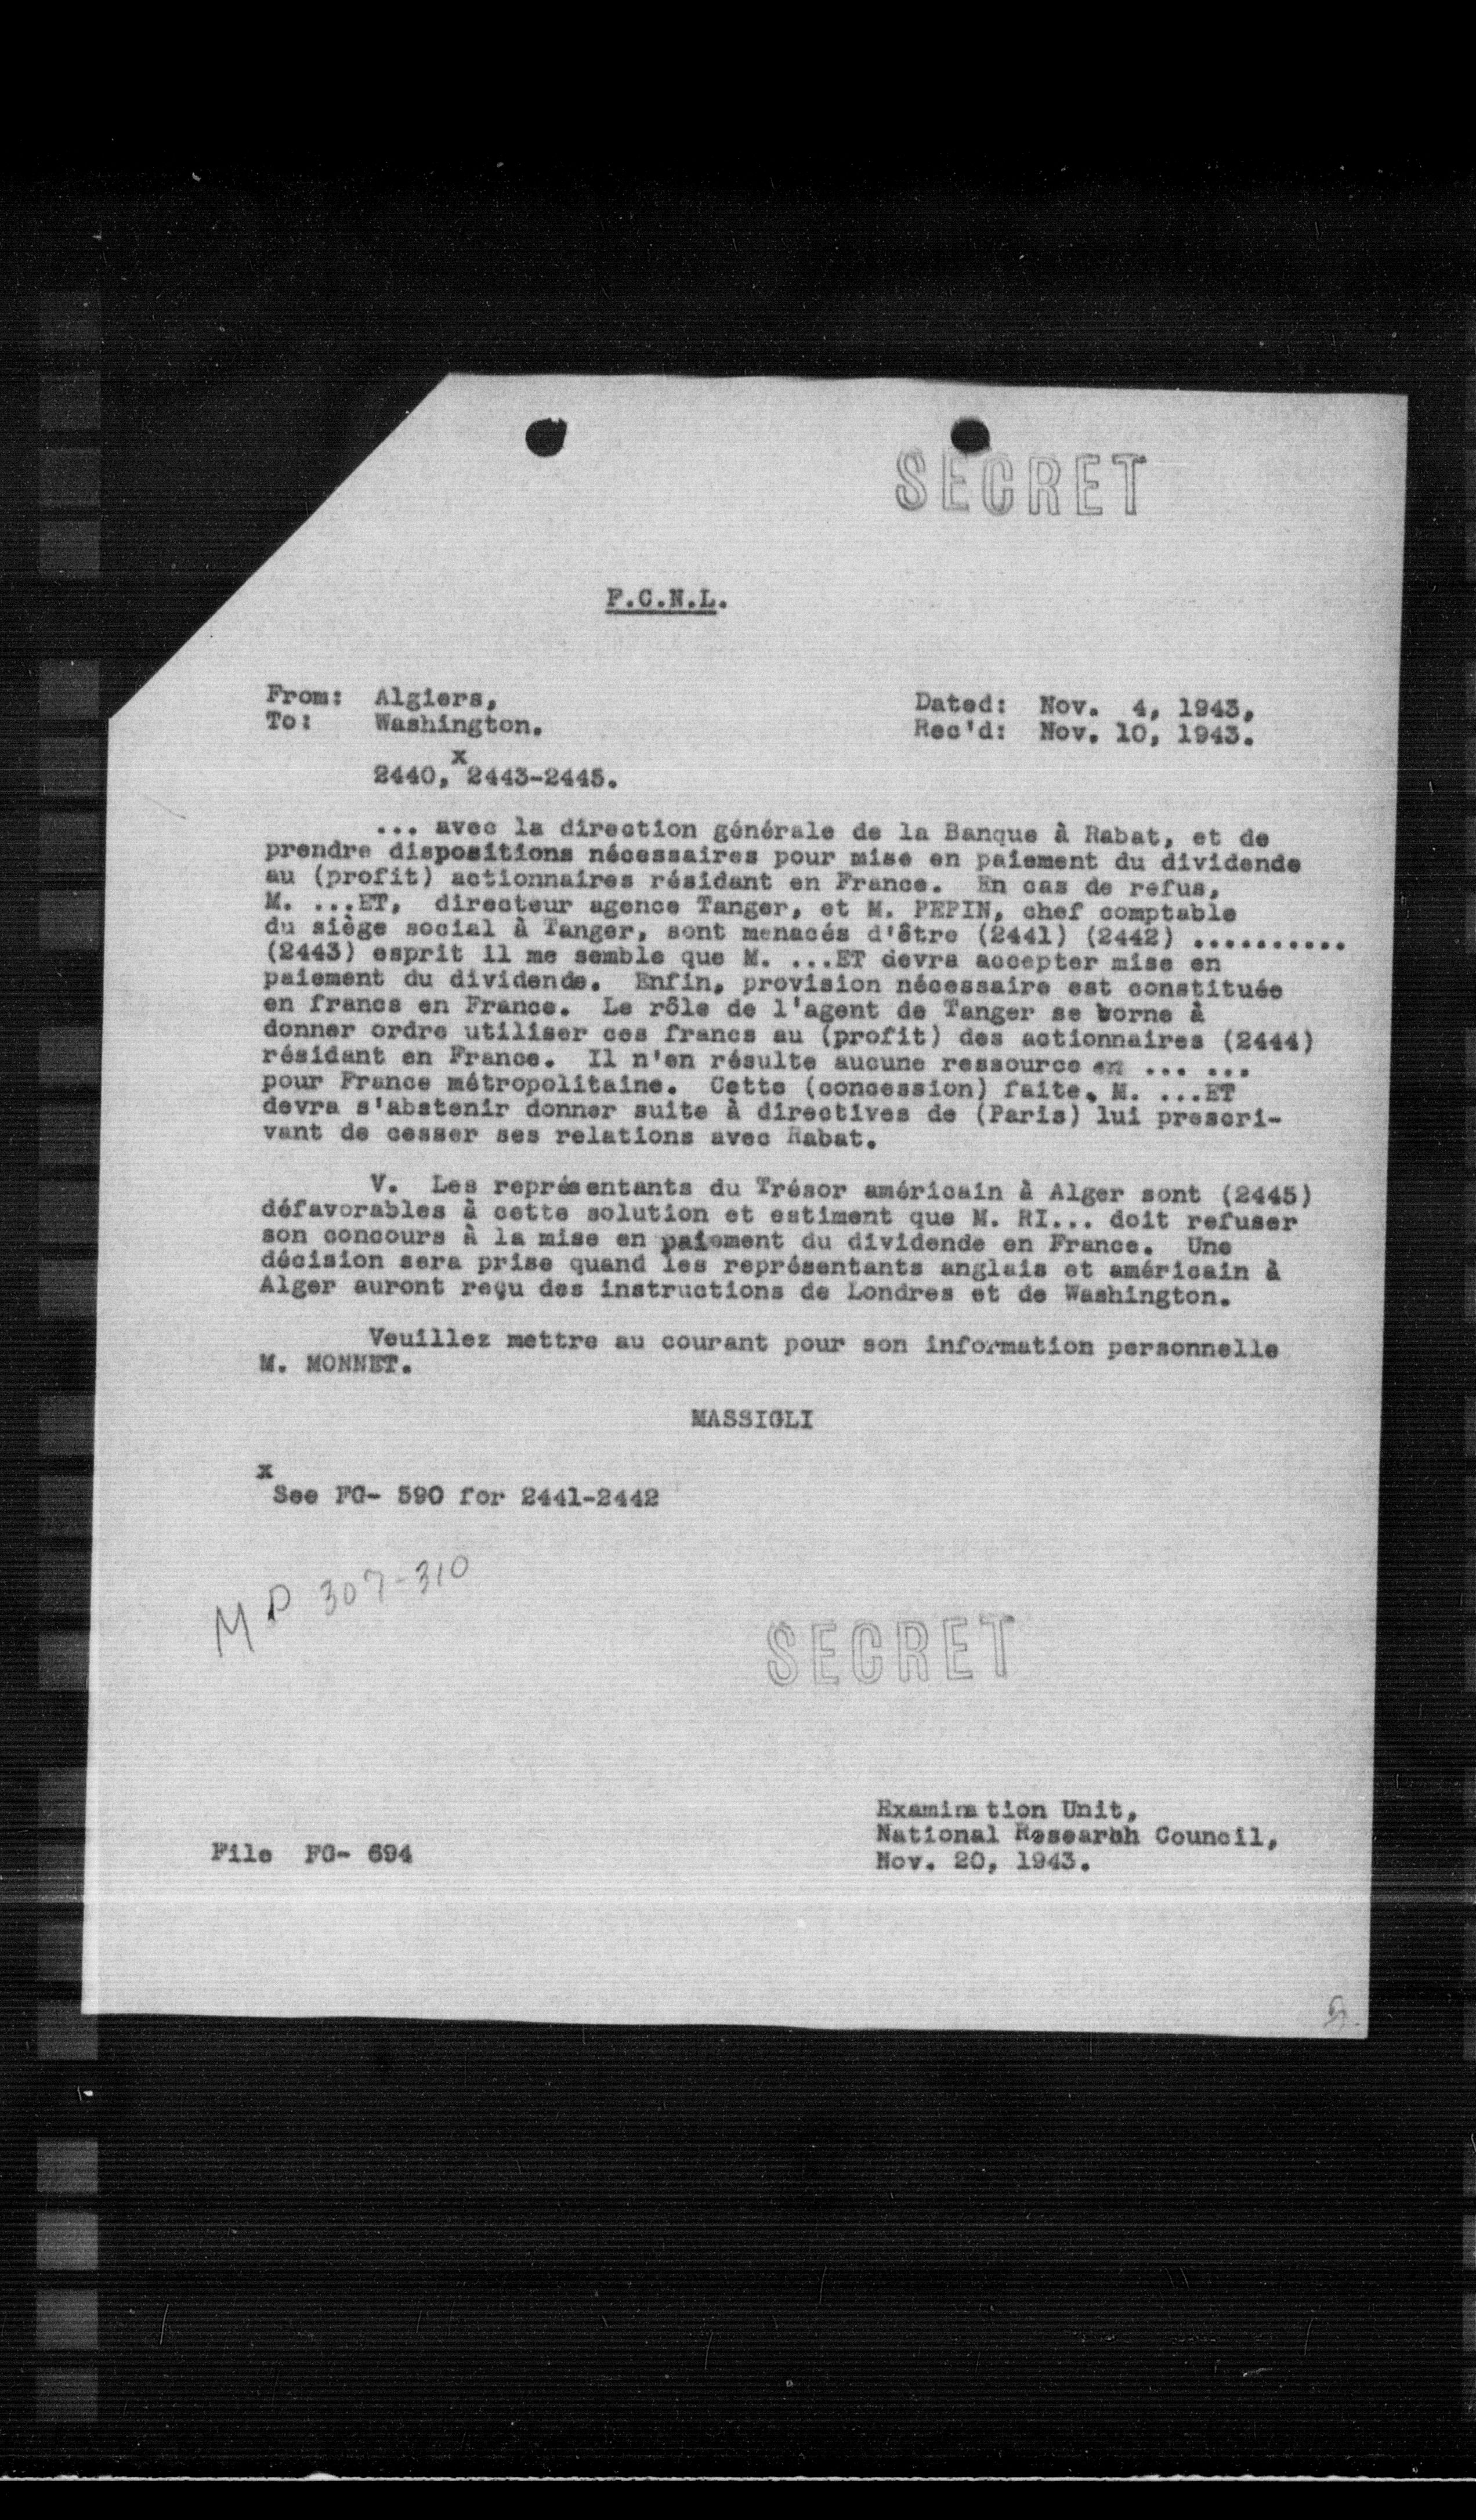 SECRET
F.C.N.L.
From: Algiers,
To: Washington.
Dated: Nov. 4, 1943,
Rec'd: Nov. 10, 1943.
x
2440, 2443-2445.
... avec la direction générale de la Banque à Rabat, et de
prendre dispositions nécessaires pour mise en paiement du dividende
au (profit) actionnaires résidant en France. En cas de refus,
M. ...ET, directeur agence Tanger, et M. PEPIN, chef comptable
du siège social à Tanger, sont menacés d'être (2441) (2442) ..........
(2443) esprit il me semble que M. ...ET devra accepter mise en
paiement du dividende. Enfin, provision nécessaire est constituée
en francs en France. Le rôle de l'agent de Tanger se borne à
donner ordre utiliser ces francs au (profit) des actionnaires (2444)
résidant en France. Il n'en résulte aucune ressource en ... ...
pour France métropolitaine. Cette (concession) faite, M. ...ET
devra s'abstenir donner suite à directives de (Paris) lui prescri-
vant de cesser ses relations avec Rabat.
V. Les représentants du Trésor américain à Alger sont (2445)
défavorables à cette solution et estiment que M. RI... doit refuser
son concours à la mise en paiement du dividende en France. Une
décision sera prise quand les représentants anglais et américain à
Alger auront reçu des instructions de Londres et de Washington.
Veuillez mettre au courant pour son information personnelle
M. MONNET.
MASSIGLI
x
See FG- 590 for 2441-2442
MP 307-310
SECRET
Examination Unit,
National Researhh Council,
Nov. 20, 1943.
File FG- 694